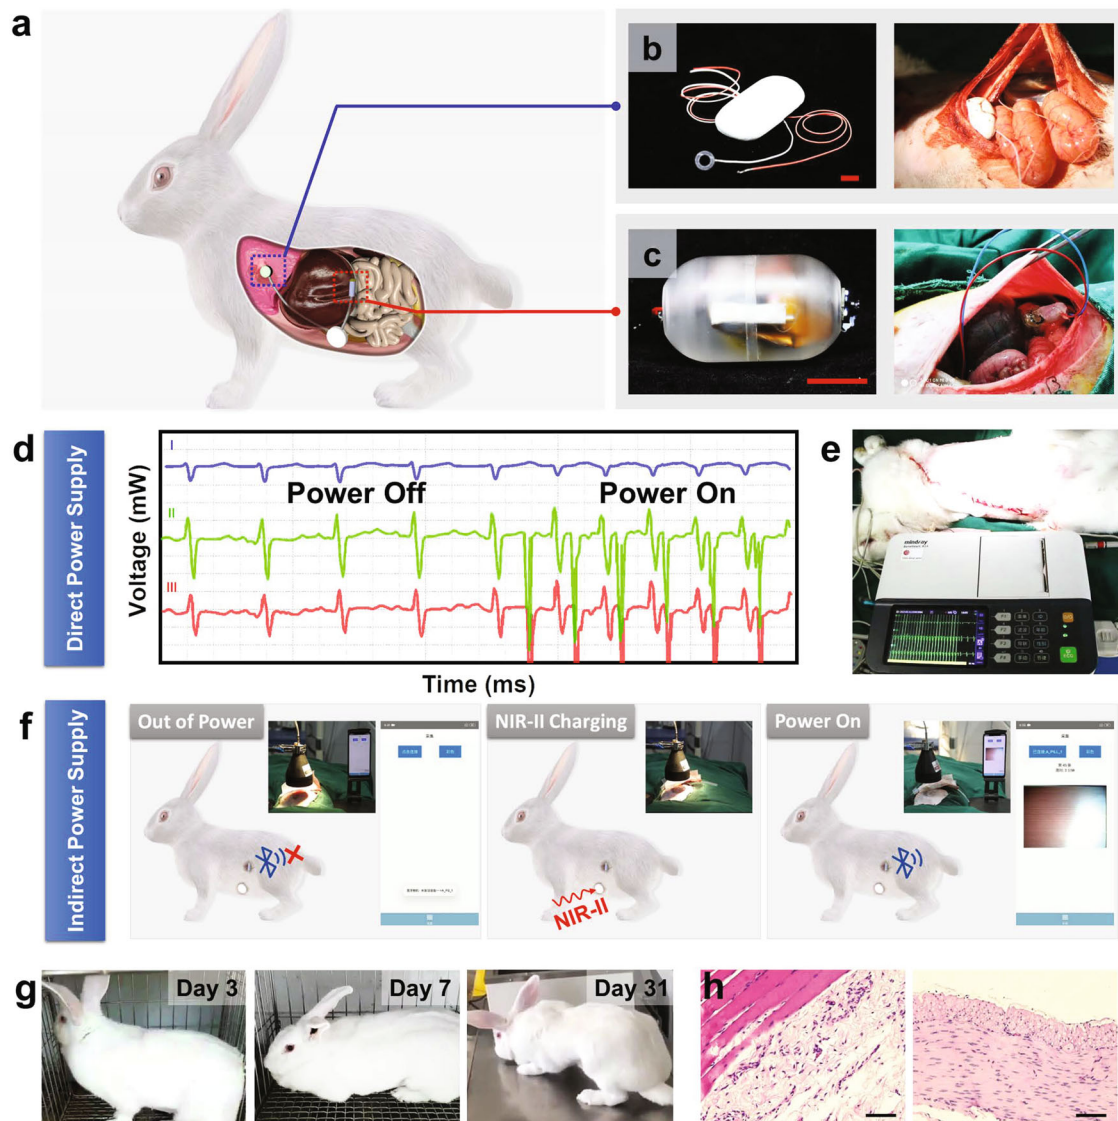 a
b
c
d
Direct Power Supply
Voltage (mW)
I
II
III
Power Off
Power On
Time (ms)
e
mindray
f
Indirect Power Supply
Out of Power
NIR-II Charging
NIR-II
Power On
g
Day 3
Day 7
Day 31
h